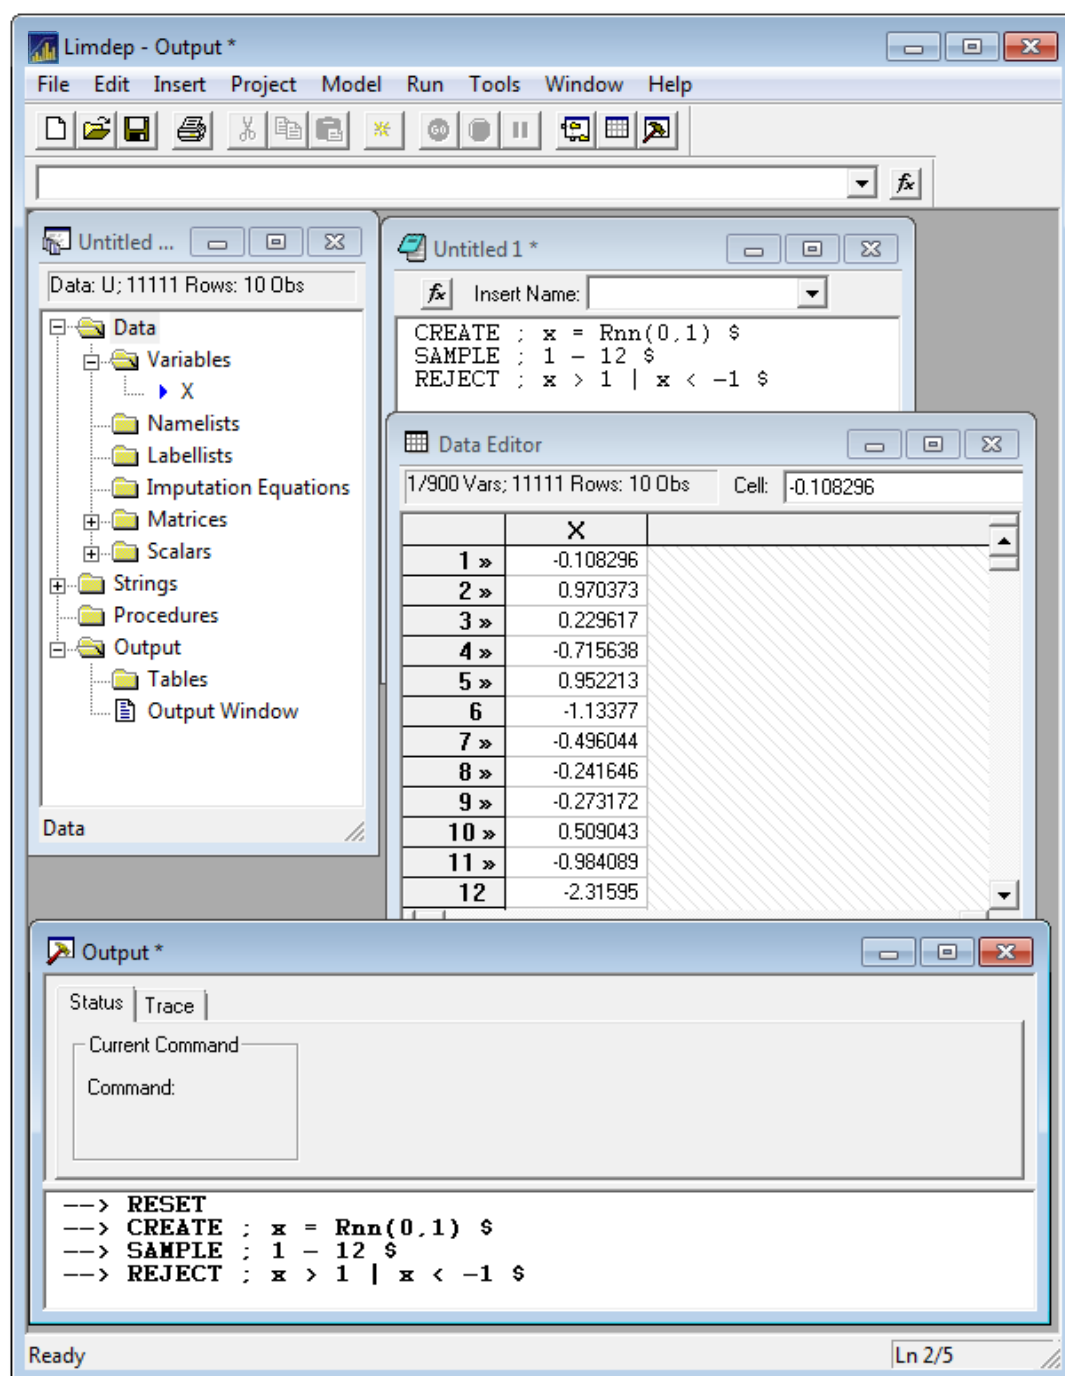 Limdep - Output *
File Edit Insert Project Model Run Tools Window Help
fx
Untitled ...
Data: U; 11111 Rows: 10 Obs
Data
Variables
X
Namelists
Labellists
Imputation Equations
Matrices
Scalars
Strings
Procedures
Output
Tables
Output Window
Data
Untitled 1 *
fx Insert Name:
CREATE ; x = Rnn(0,1) $
SAMPLE ; 1 - 12 $
REJECT ; x > 1 | x < -1 $
Data Editor
1/900 Vars; 11111 Rows: 10 Obs Cell: -0.108296
X
1 » -0.108296
2 » 0.970373
3 » 0.229617
4 » -0.715638
5 » 0.952213
6 -1.13377
7 » -0.496044
8 » -0.241646
9 » -0.273172
10 » 0.509043
11 » -0.984089
12 -2.31595
Output *
Status Trace
Current Command
Command:
--> RESET
--> CREATE ; x = Rnn(0,1) $
--> SAMPLE ; 1 - 12 $
--> REJECT ; x > 1 | x < -1 $
Ready Ln 2/5